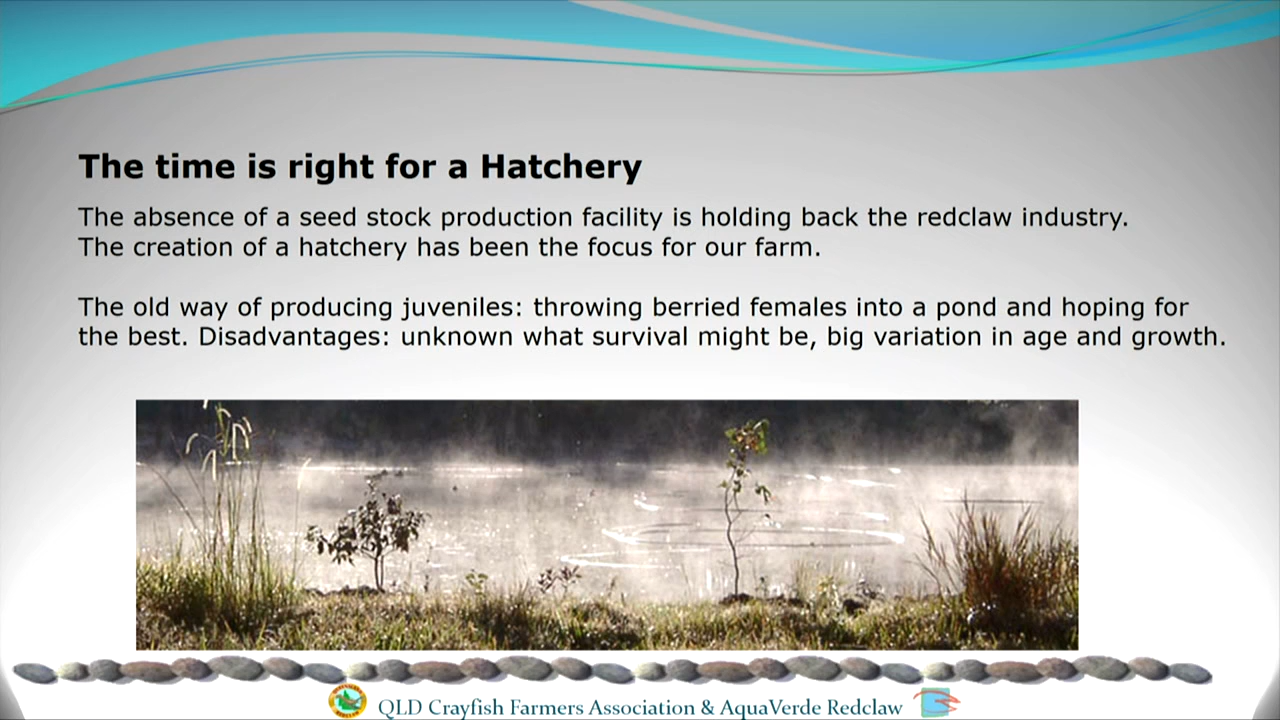 The time is right for a Hatchery
The absence of a seed stock production facility is holding back the redclaw industry.
The creation of a hatchery has been the focus for our farm.
The old way of producing juveniles: throwing berried females into a pond and hoping for
the best. Disadvantages: unknown what survival might be, big variation in age and growth.
QLD Crayfish Farmers Association & AquaVerde Redclaw